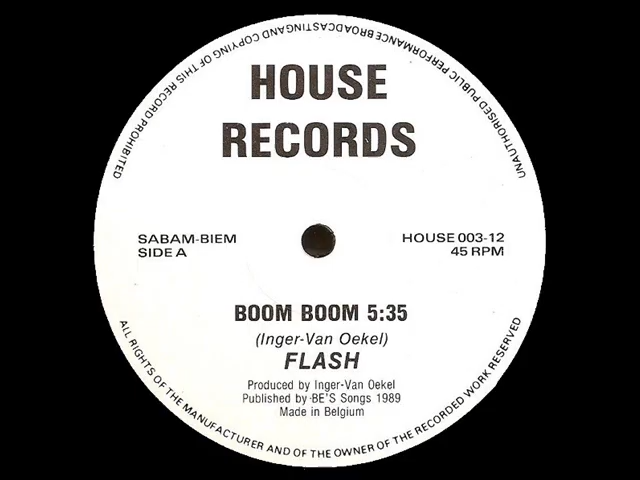 UNAUTHORISED PUBLIC PERFORMANCE BROADCASTING AND COPYING OF THIS RECORD PROHIBITED
HOUSE
RECORDS
SABAM-BIEM
SIDE A
HOUSE 003-12
45 RPM
BOOM BOOM 5:35
(Inger-Van Oekel)
FLASH
Produced by Inger-Van Oekel
Published by BE'S Songs 1989
Made in Belgium
ALL RIGHTS OF THE MANUFACTURER AND OF THE OWNER OF THE RECORDED WORK RESERVED